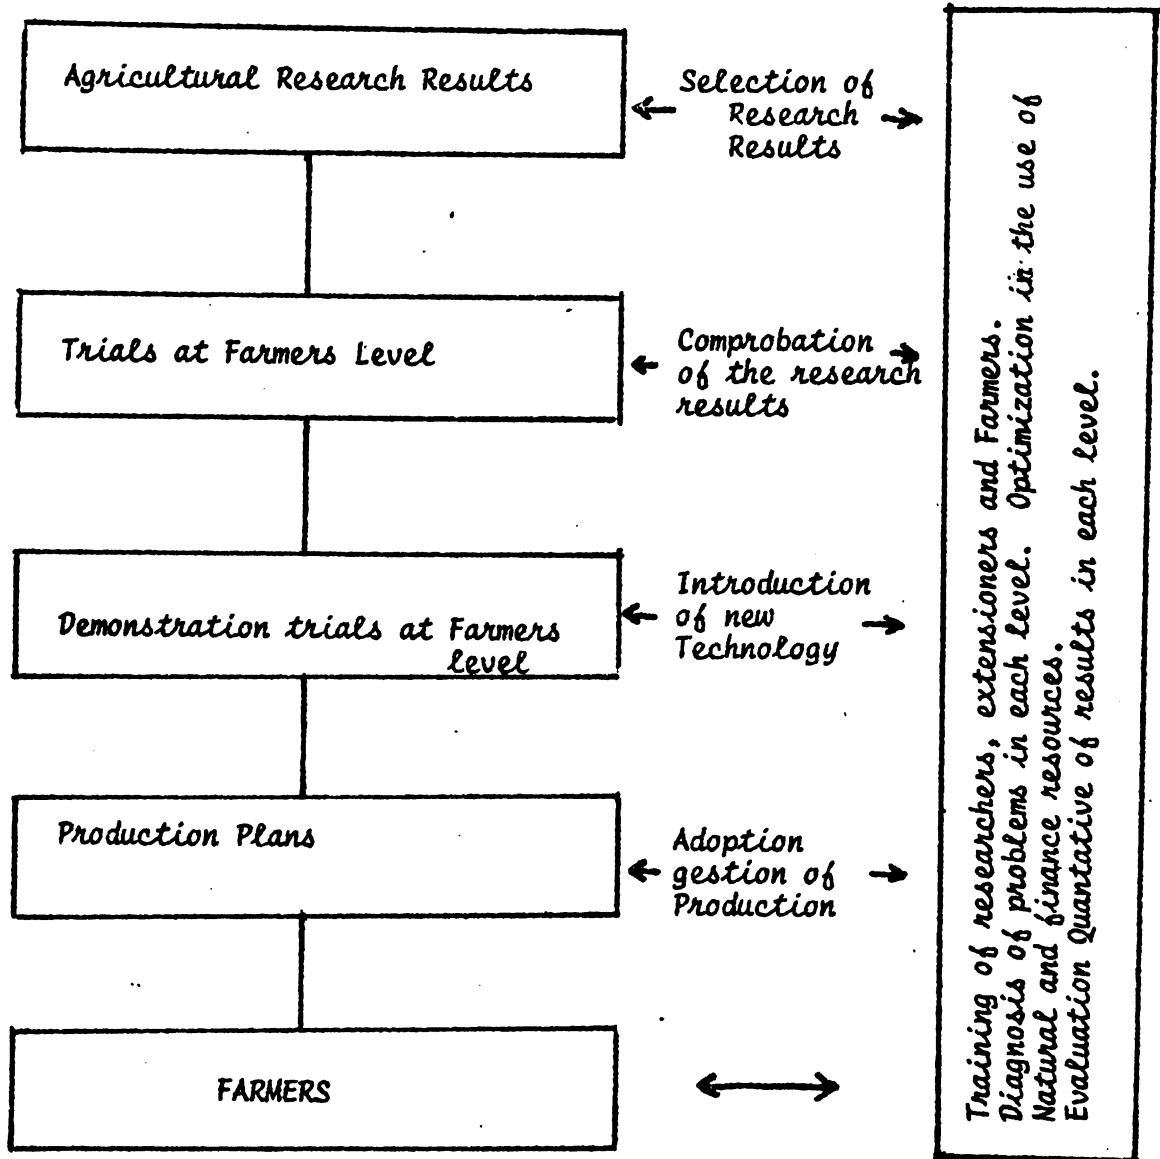 Agricultural Research Results
Selection of
Research
Results
Trials at Farmers Level
Comprobation
of the research
results
Demonstration trials at Farmers
level
Introduction
of new
Technology
Production Plans
Adoption
gestion of
Production
FARMERS
Training of researchers, extensioners and Farmers.
Diagnosis of problems in each level. Optimization in the use of
Natural and finance resources.
Evaluation Quantative of results in each level.